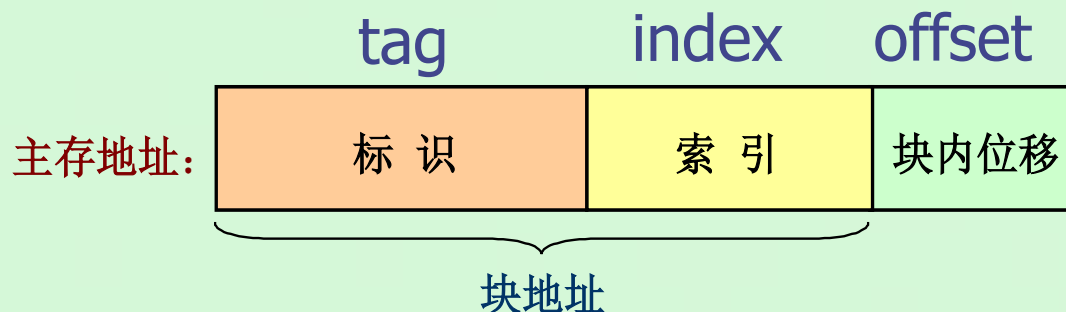 tag index offset
主存地址： 标 识 索 引 块内位移
块地址